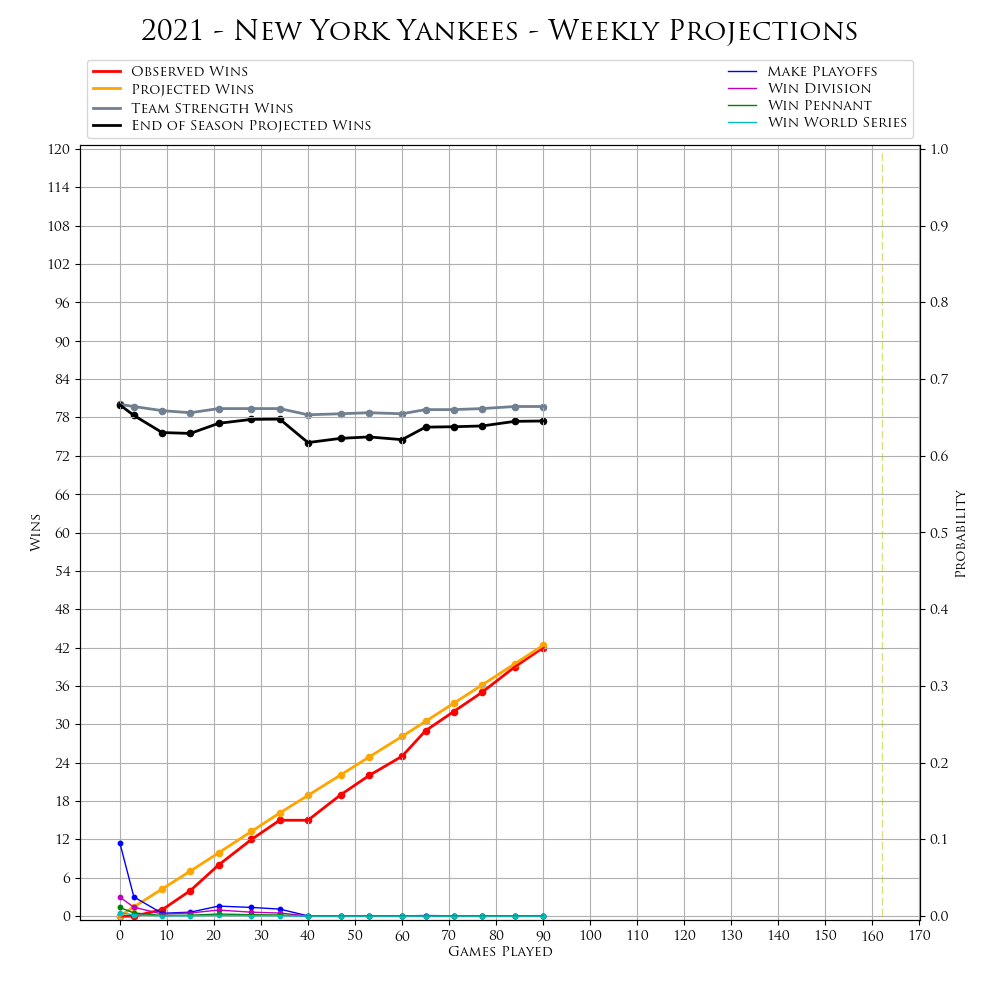 2021 - New York Yankees - Weekly Projections
Observed Wins
Projected Wins
Team Strength Wins
End of Season Projected Wins
Make Playoffs
Win Division
Win Pennant
Win World Series
120
114
108
102
96
90
84
78
72
66
60
54
48
42
36
30
24
18
12
6
0
Wins
1.0
0.9
0.8
0.7
0.6
0.5
0.4
0.3
0.2
0.1
0.0
Probability
0 10 20 30 40 50 60 70 80 90 100 110 120 130 140 150 160 170
Games Played